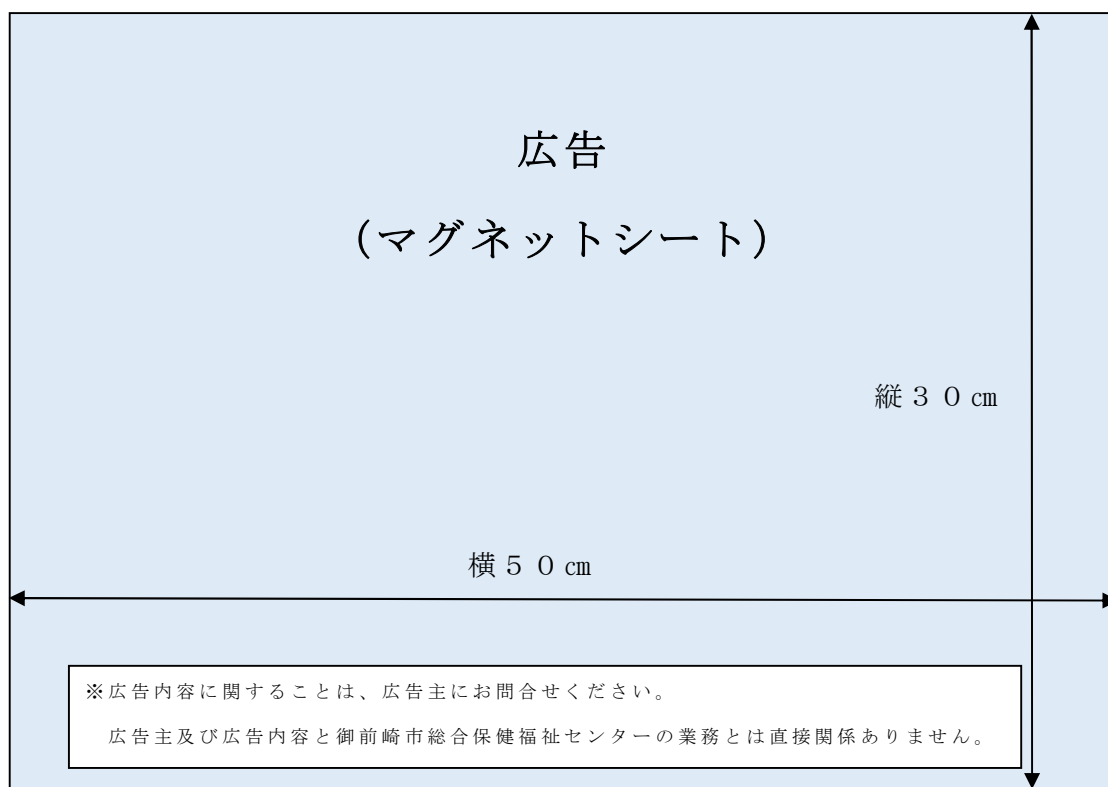 広告
(マグネットシート)
縦３０㎝
横５０㎝
※広告内容に関することは、広告主にお問合せください。
広告主及び広告内容と御前崎市総合保健福祉センターの業務とは直接関係ありません。